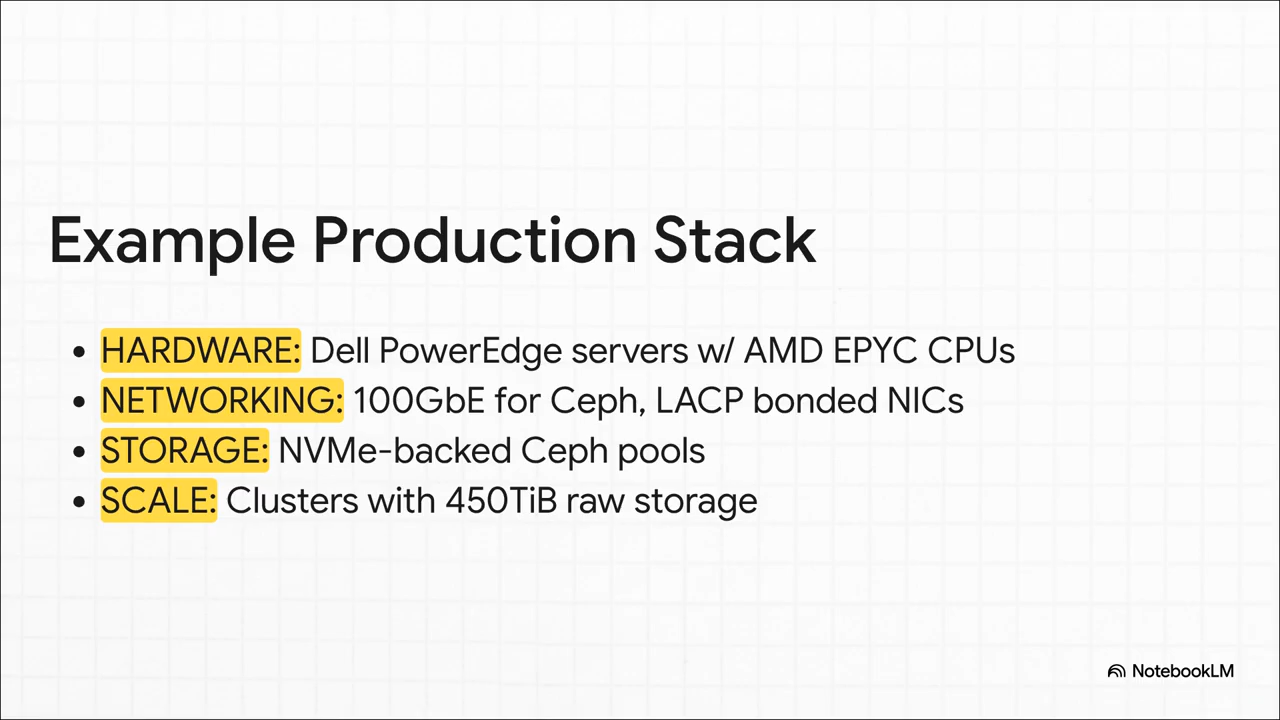 Example Production Stack
• HARDWARE: Dell PowerEdge servers w/ AMD EPYC CPUs
• NETWORKING: 100GbE for Ceph, LACP bonded NICs
• STORAGE: NVMe-backed Ceph pools
• SCALE: Clusters with 450TiB raw storage
NotebookLM